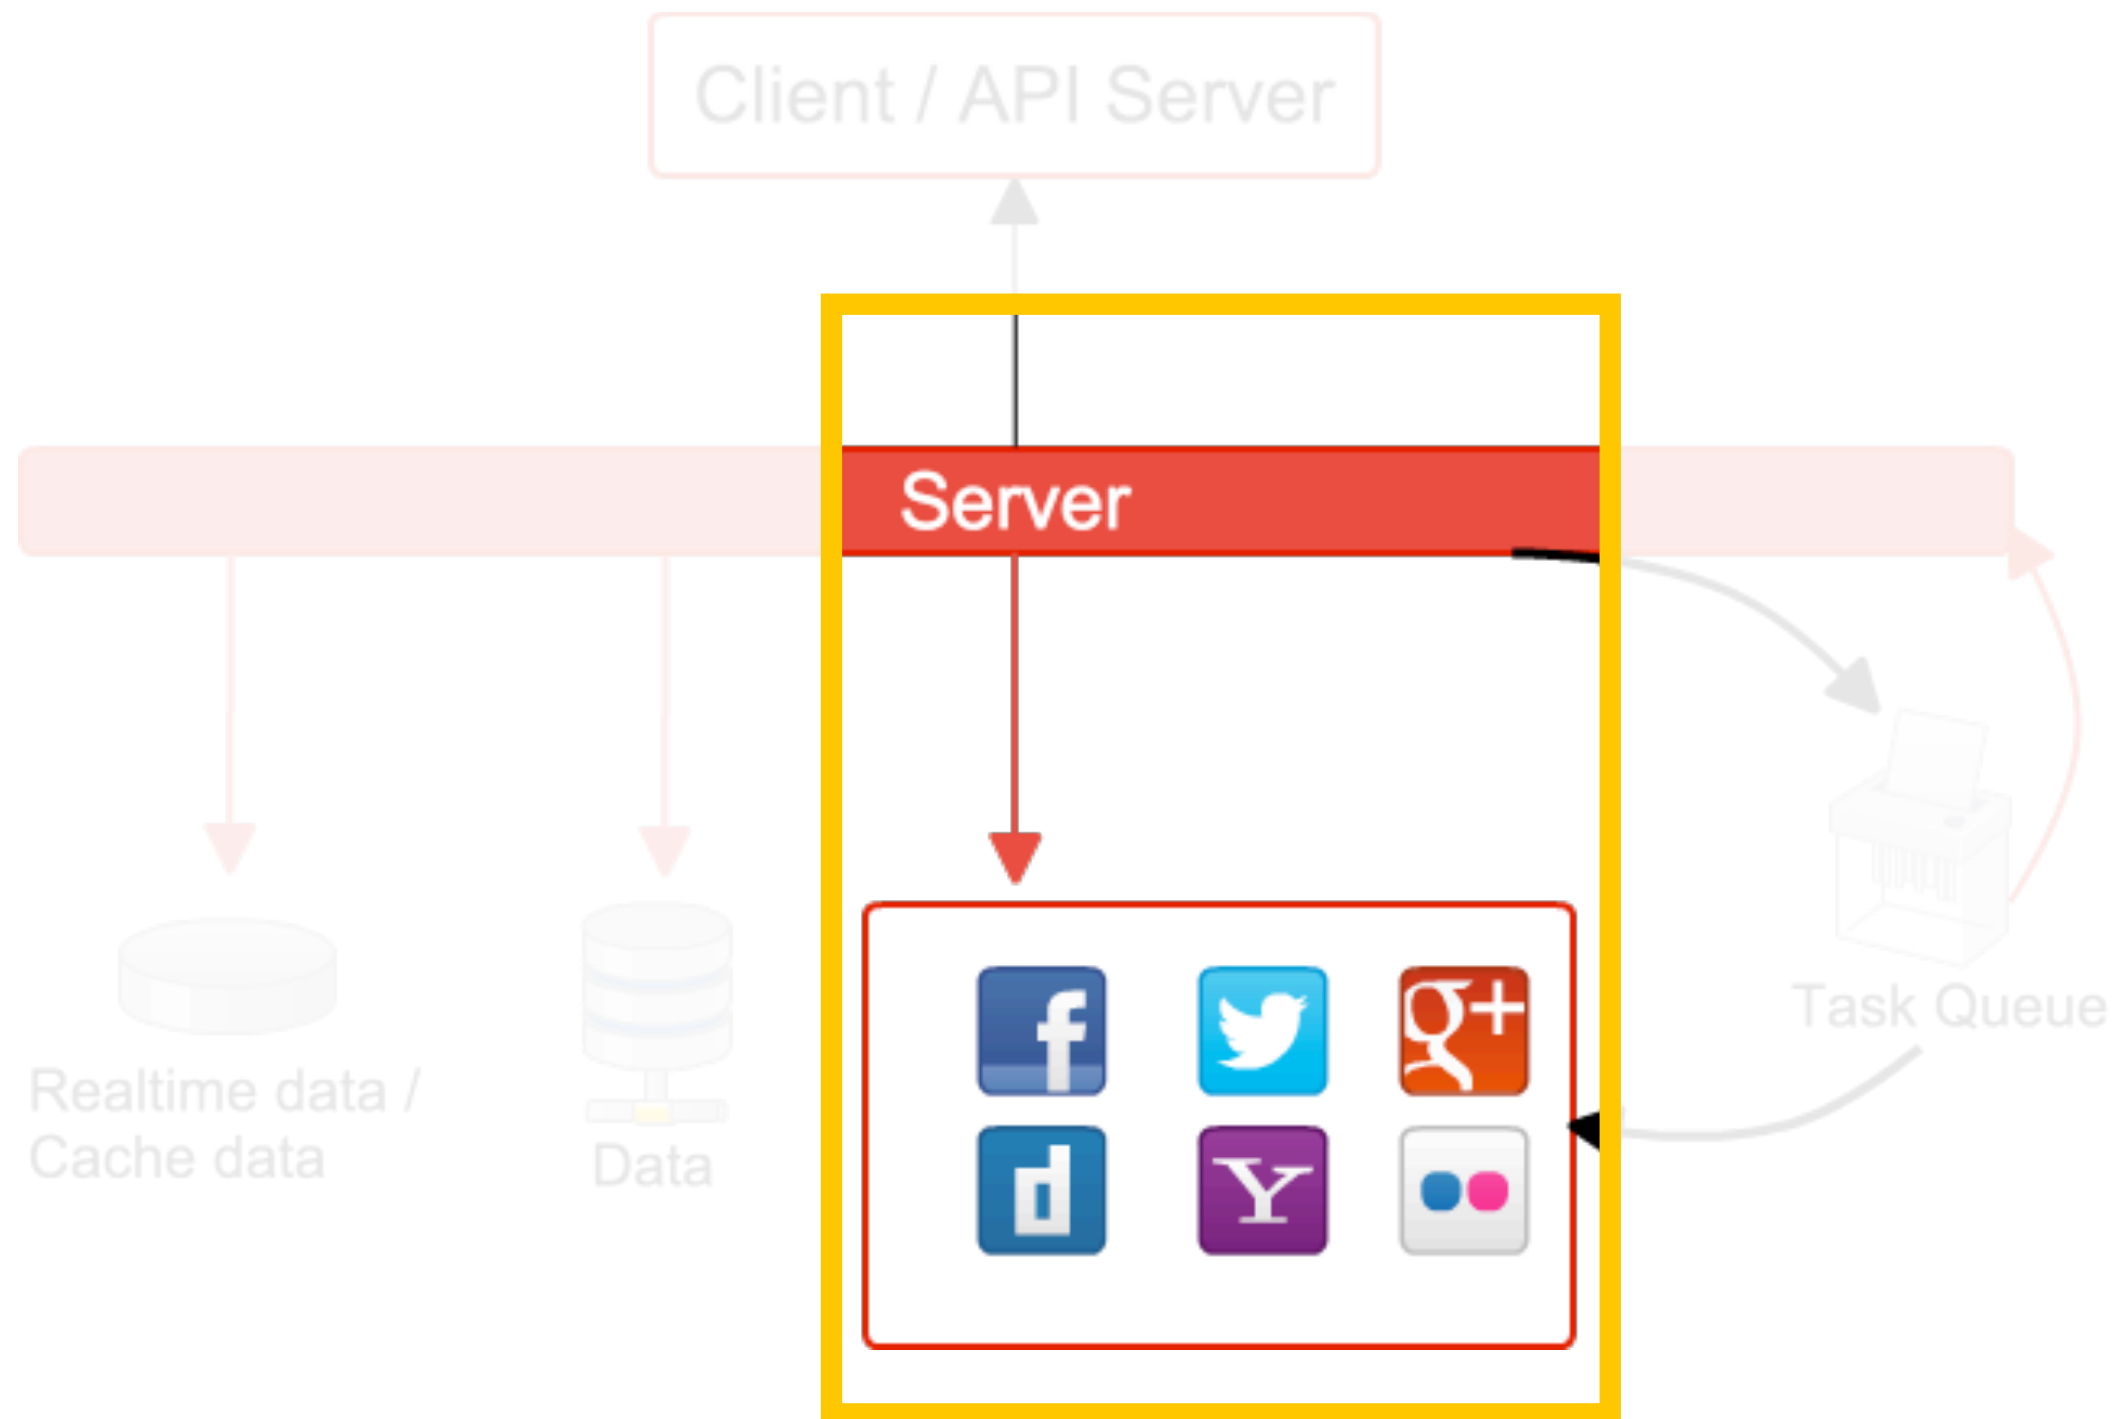 Client / API Server
Server
Realtime data /
Cache data
Data
Task Queue
f
g+
d
Y